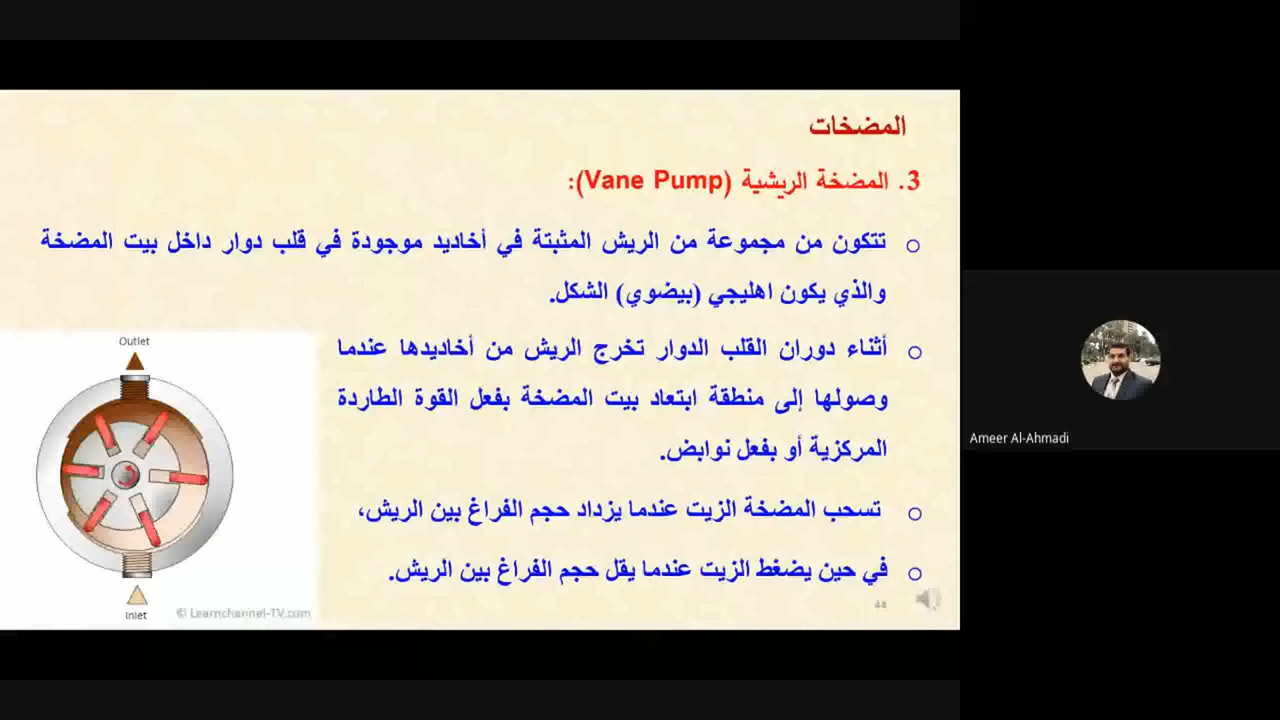 المضخات
3. المضخة الريشية (Vane Pump):
o تتكون من مجموعة من الريش المثبتة في أخاديد موجودة في قلب دوار داخل بيت المضخة
والذي يكون اهليجي (بيضوي) الشكل.
o أثناء دوران القلب الدوار تخرج الريش من أخاديدها عندما
وصولها إلى منطقة ابتعاد بيت المضخة بفعل القوة الطاردة
المركزية أو بفعل نوابض.
o تسحب المضخة الزيت عندما يزداد حجم الفراغ بين الريش،
o في حين يضغط الزيت عندما يقل حجم الفراغ بين الريش.
Outlet
Inlet
© Learnchannel-TV.com
44
Ameer Al-Ahmadi